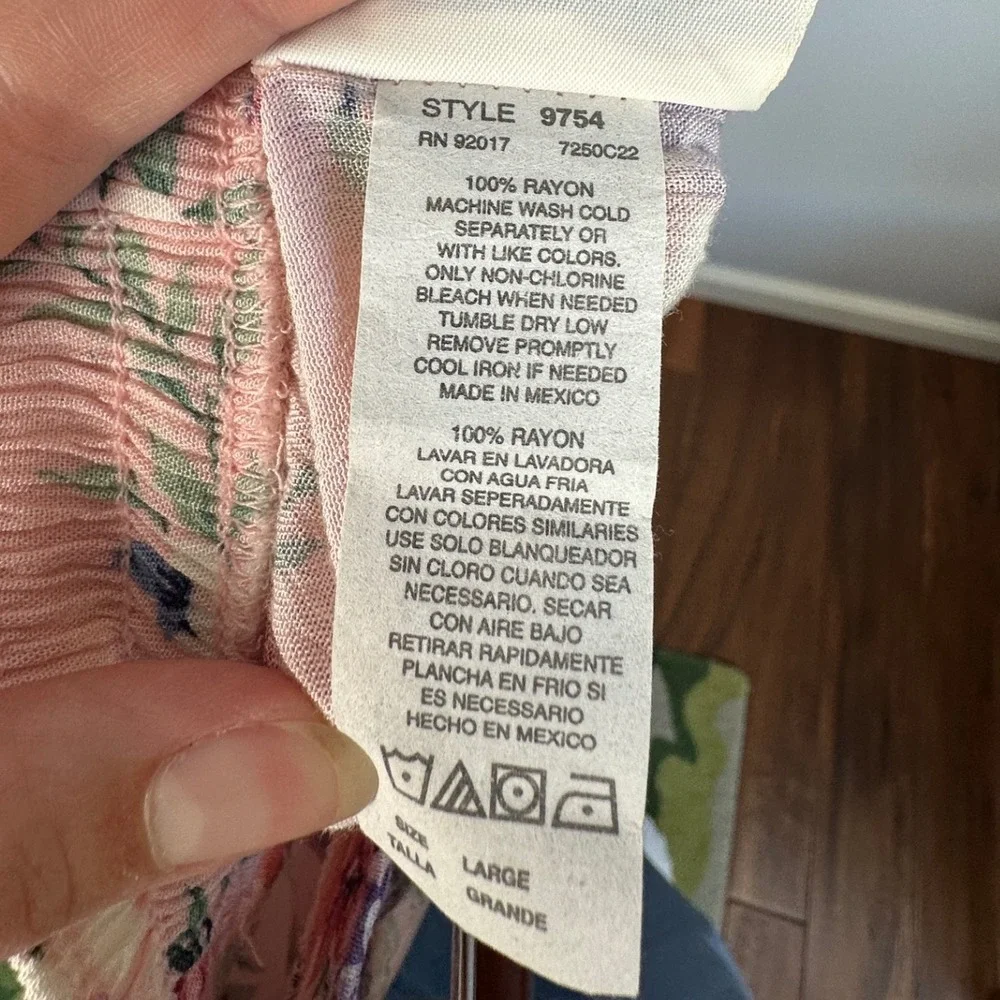 STYLE 9754
RN 92017 7250C22
100% RAYON
MACHINE WASH COLD
SEPARATELY OR
WITH LIKE COLORS.
ONLY NON-CHLORINE
BLEACH WHEN NEEDED
TUMBLE DRY LOW
REMOVE PROMPTLY
COOL IRON IF NEEDED
MADE IN MEXICO
100% RAYON
LAVAR EN LAVADORA
CON AGUA FRIA
LAVAR SEPERADAMENTE
CON COLORES SIMILARIES
USE SOLO BLANQUEADOR
SIN CLORO CUANDO SEA
NECESSARIO. SECAR
CON AIRE BAJO
RETIRAR RAPIDAMENTE
PLANCHA EN FRIO SI
ES NECESSARIO
HECHO EN MEXICO
SIZE LARGE
TALLA GRANDE